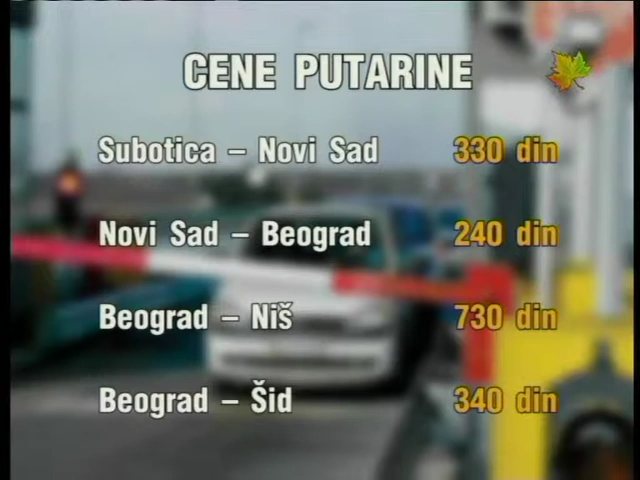 CENE PUTARINE
Subotica – Novi Sad 330 din
Novi Sad – Beograd 240 din
Beograd – Niš 730 din
Beograd – Šid 340 din